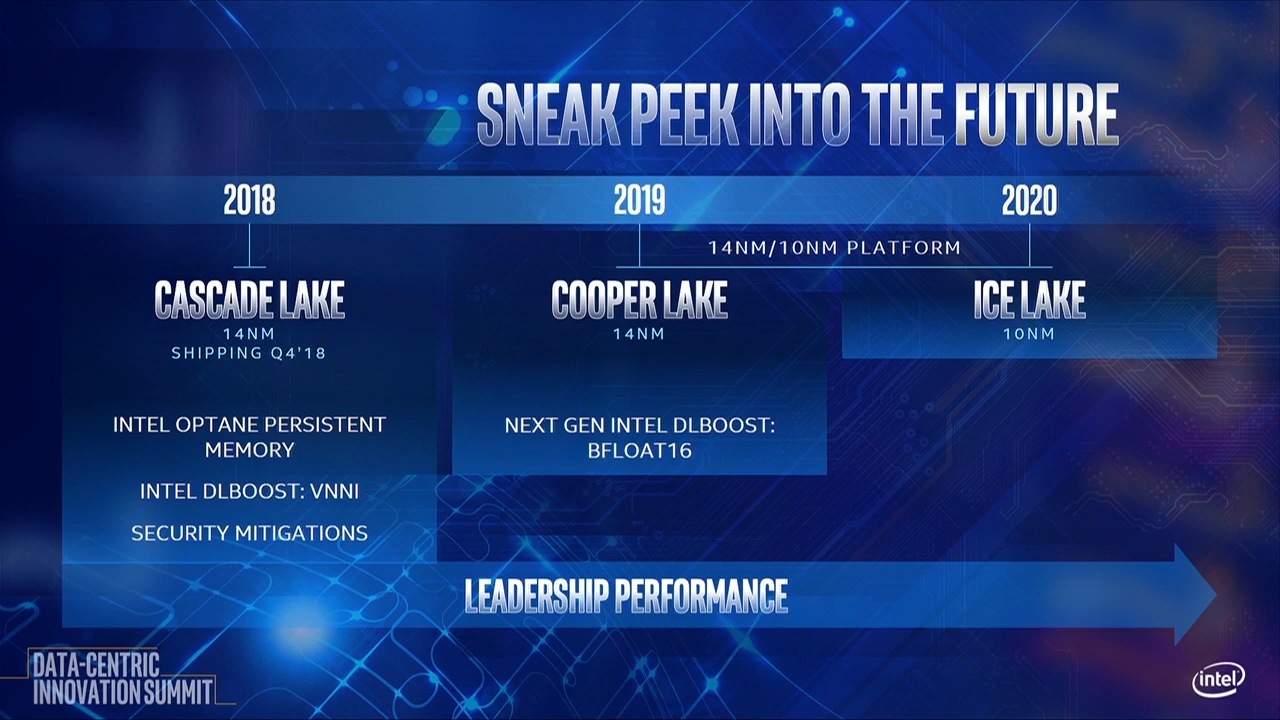 SNEAK PEEK INTO THE FUTURE
2018
2019
2020
14NM/10NM PLATFORM
CASCADE LAKE
14NM
SHIPPING Q4'18
COOPER LAKE
14NM
ICE LAKE
10NM
INTEL OPTANE PERSISTENT
MEMORY
INTEL DLBOOST: VNNI
SECURITY MITIGATIONS
NEXT GEN INTEL DLBOOST:
BFLOAT16
LEADERSHIP PERFORMANCE
DATA-CENTRIC
INNOVATION SUMMIT
intel